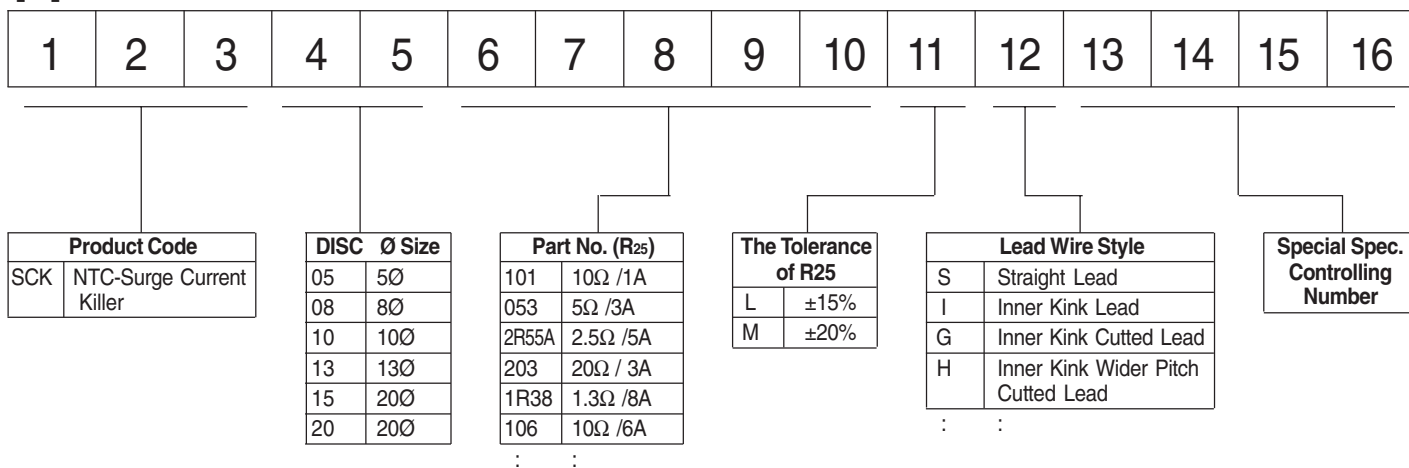 1 2 3 4 5 6 7 8 9 10 11 12 13 14 15 16
Product Code
SCK NTC-Surge Current
Killer
DISC Ø Size
05 5Ø
08 8Ø
10 10Ø
13 13Ø
15 20Ø
20 20Ø
Part No. (R25)
101 10Ω /1A
053 5Ω /3A
2R55A 2.5Ω /5A
203 20Ω / 3A
1R38 1.3Ω /8A
106 10Ω /6A
: :
The Tolerance
of R25
L ±15%
M ±20%
Lead Wire Style
S Straight Lead
I Inner Kink Lead
G Inner Kink Cutted Lead
H Inner Kink Wider Pitch
Cutted Lead
: :
Special Spec.
Controlling
Number